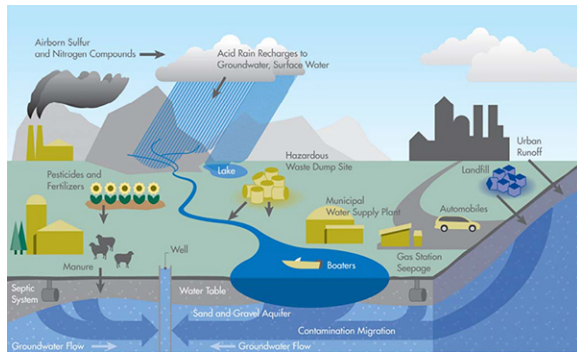 Airborn Sulfur
and Nitrogen Compounds
Acid Rain Recharges to
Groundwater, Surface Water
Urban
Runoff
Hazardous
Waste Dump Site
Lake
Landfill
Pesticides and
Fertilizers
Municipal
Water Supply Plant
Automobiles
Well
Boaters
Gas Station
Seepage
Manure
Septic
System
Water Table
Sand and Gravel Aquifer
Contamination Migration
Groundwater Flow
Groundwater Flow